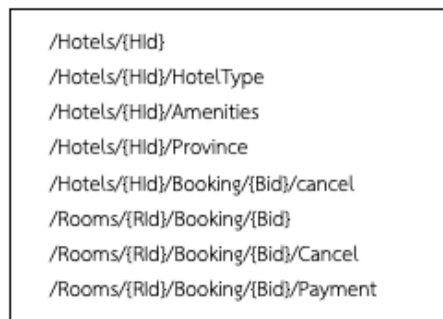 /Hotels/{HId}
/Hotels/{HId}/HotelType
/Hotels/{HId}/Amenities
/Hotels/{HId}/Province
/Hotels/{HId}/Booking/{Bid}/cancel
/Rooms/{RId}/Booking/{Bid}
/Rooms/{RId}/Booking/{Bid}/Cancel
/Rooms/{RId}/Booking/{Bid}/Payment